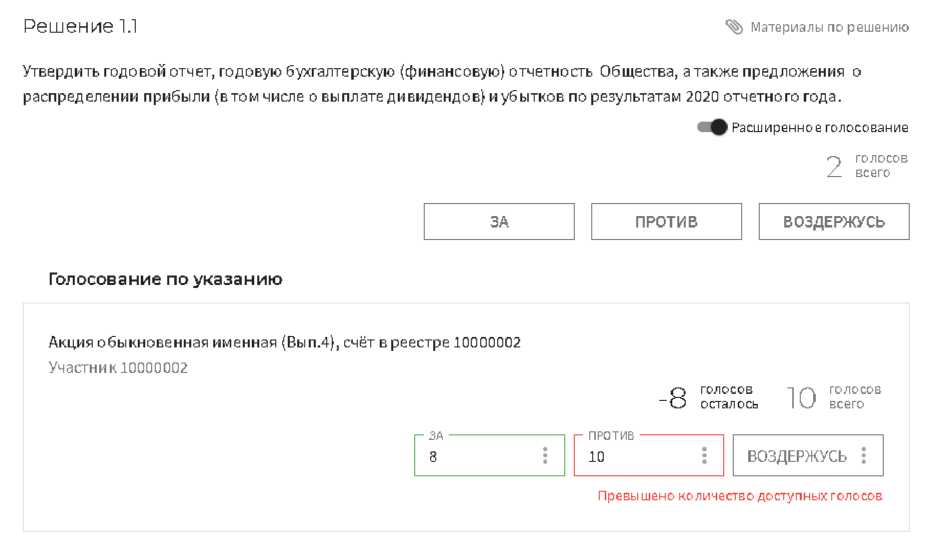 Решение 1.1
Материалы по решению
Утвердить годовой отчет, годовую бухгалтерскую (финансовую) отчетность Общества, а также предложения о
распределении прибыли (в том числе о выплате дивидендов) и убытков по результатам 2020 отчетного года.
Расширенное голосование
2 голосов
всего
ЗА ПРОТИВ ВОЗДЕРЖУСЬ
Голосование по указанию
Акция обыкновенная именная (Вып.4), счёт в реестре 10000002
Участник 10000002
-8 голосов осталось 10 голосов всего
ЗА ПРОТИВ
8 10 ВОЗДЕРЖУСЬ
Превышено количество доступных голосов